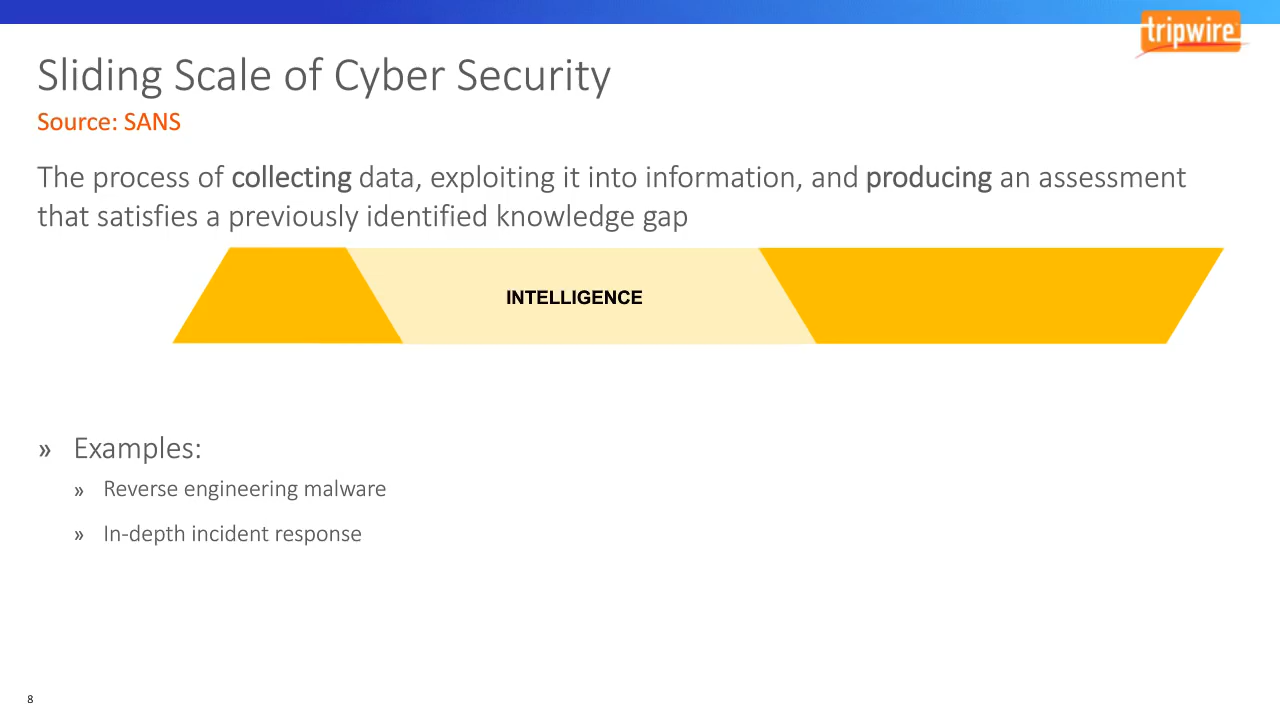 tripwire
Sliding Scale of Cyber Security
Source: SANS
The process of collecting data, exploiting it into information, and producing an assessment
that satisfies a previously identified knowledge gap
INTELLIGENCE
» Examples:
» Reverse engineering malware
» In-depth incident response
8